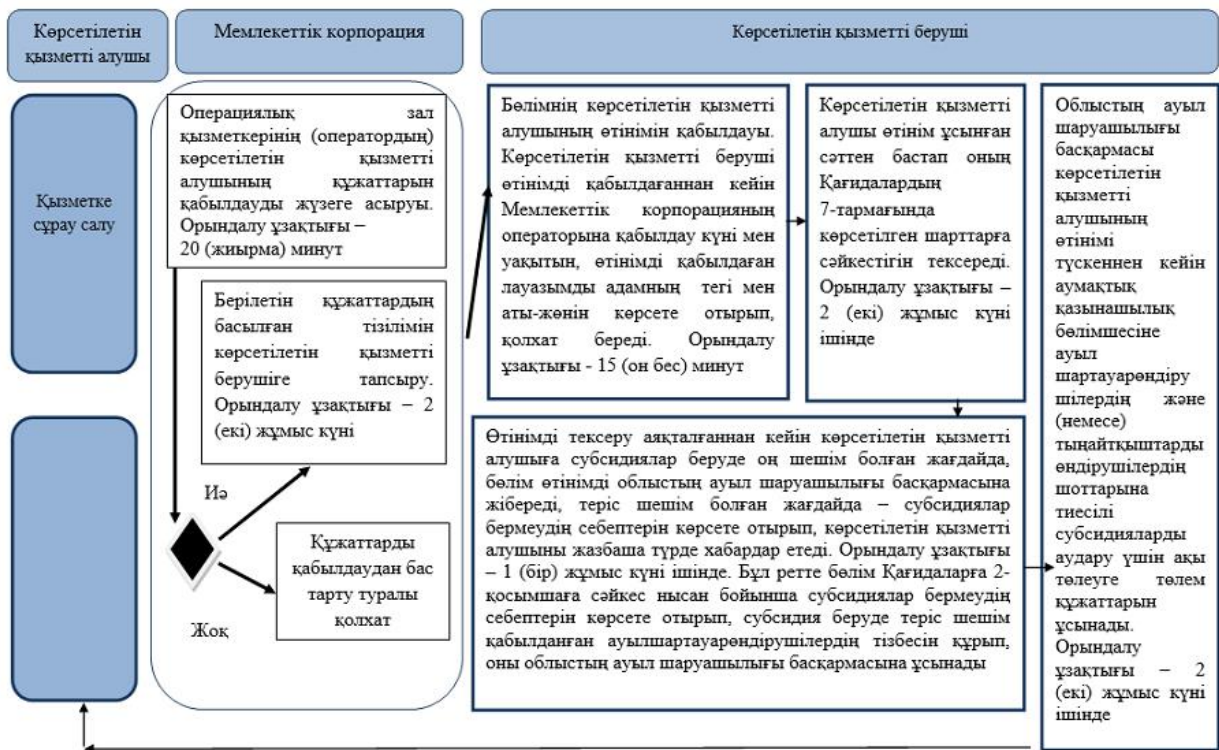 Көрсетілетін
қызметті алушы
Мемлекеттік корпорация
Көрсетілетін қызметті беруші
Қызметке
сұрау салу
Операциялық зал
қызметкерінің (оператордың)
көрсетілетін қызметті
алушының құжаттарын
қабылдауды жүзеге асыруы.
Орындалу ұзақтығы –
20 (жиырма) минут
Берілетін құжаттардың
басылған тізілімін
көрсетілетін қызметті
берушіге тапсыру.
Орындалу ұзақтығы – 2
(екі) жұмыс күні
Иә
Жоқ
Құжаттарды
қабылдаудан бас
тарту туралы
қолхат
Бөлімнің көрсетілетін қызметті
алушының өтінімін қабылдауы.
Көрсетілетін қызметті беруші
өтінімді қабылдағаннан кейін
Мемлекеттік корпорацияның
операторына қабылдау күні мен
уақытын, өтінімді қабылдаған
лауазымды адамның тегі мен
аты-жөнін көрсете отырып,
қолхат береді. Орындалу
ұзақтығы - 15 (он бес) минут
Көрсетілетін қызметті
алушы өтінім ұсынған
сәттен бастап оның
Қағидалардың
7-тармағында
көрсетілген шарттарға
сәйкестігін тексереді.
Орындалу ұзақтығы –
2 (екі) жұмыс күні
ішінде
Өтінімді тексеру аяқталғаннан кейін көрсетілетін қызметті
алушыға субсидиялар беруде оң шешім болған жағдайда,
бөлім өтінімді облыстың ауыл шаруашылығы басқармасына
жібереді, теріс шешім болған жағдайда – субсидиялар
бермеудің себептерін көрсете отырып, көрсетілетін қызметті
алушыны жазбаша түрде хабардар етеді. Орындалу ұзақтығы
– 1 (бір) жұмыс күні ішінде. Бұл ретте бөлім Қағидаларға 2-
қосымшаға сәйкес нысан бойынша субсидиялар бермеудің
себептерін көрсете отырып, субсидия беруде теріс шешім
қабылданған ауылшартауарөндірушілердің тізбесін құрып,
оны облыстың ауыл шаруашылығы басқармасына ұсынады
Облыстың ауыл
шаруашылығы
басқармасы
көрсетілетін
қызметті
алушының
өтінімі
түскеннен кейін
аумақтық
қазынашылық
бөлімшесіне
ауыл
шартауарөндіру
шілердің және
(немесе)
тыңайтқыштарды
өндірушілердің
шоттарына
тиесілі
субсидияларды
аудару үшін ақы
төлеуге төлем
құжаттарын
ұсынады.
Орындалу
ұзақтығы – 2
(екі) жұмыс күні
ішінде